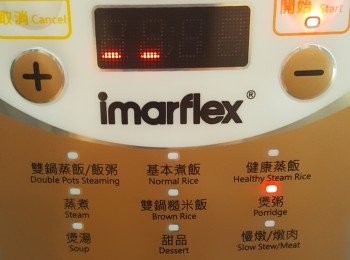 取消 Cancel
開始 Start
imarflex®
雙鍋蒸飯/飯粥
Double Pots Steaming
基本煮飯
Normal Rice
健康蒸飯
Healthy Steam Rice
蒸煮
Steam
雙鍋糙米飯
Brown Rice
煲粥
Porridge
煲湯
Soup
甜品
Dessert
慢燉/燉肉
Slow Stew/Meat